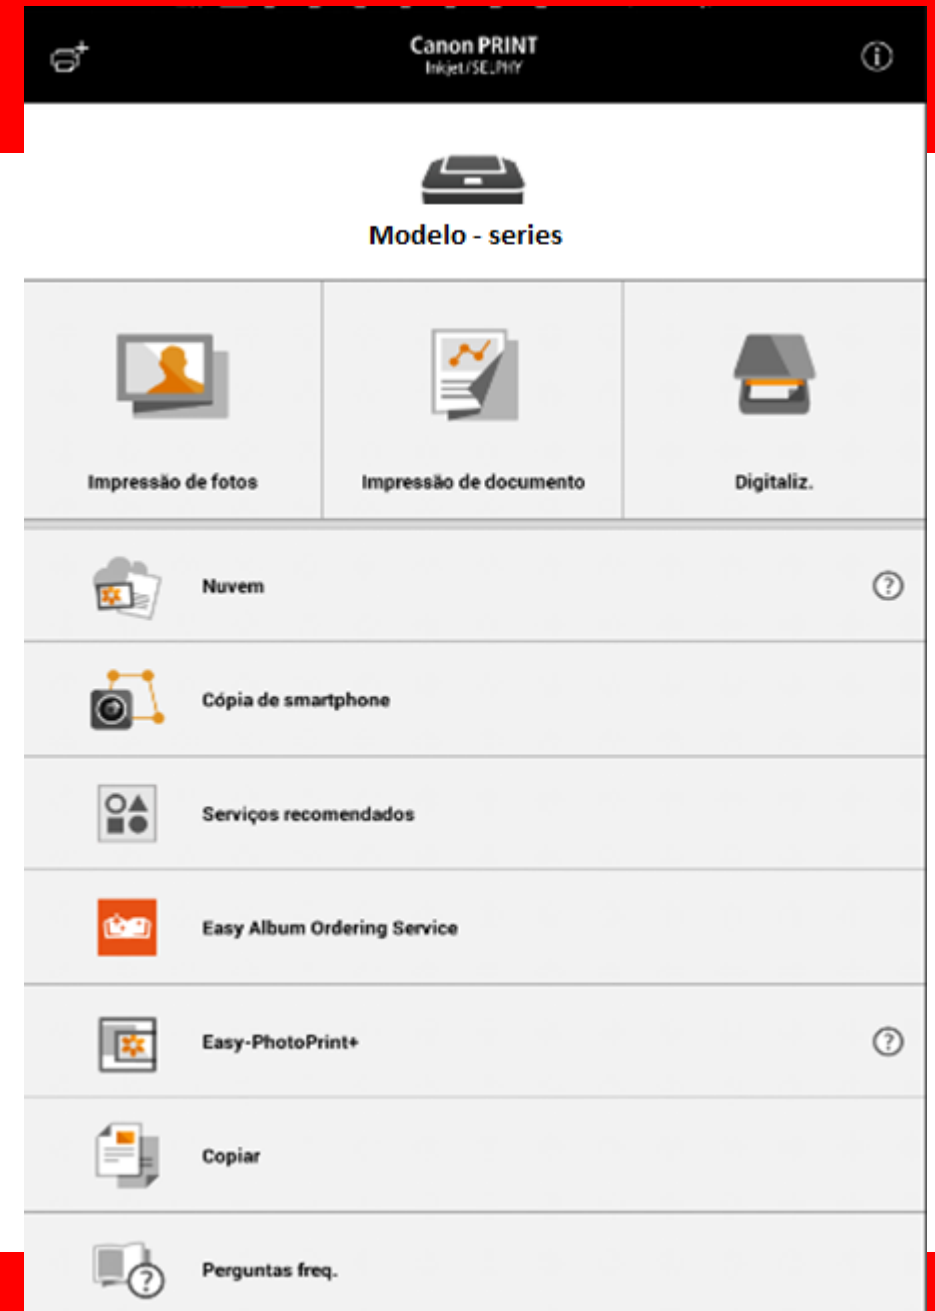 Canon PRINT
Inkjet/SELPHY
Modelo - series
Impressão de fotos
Impressão de documento
Digitaliz.
Nuvem
?
Cópia de smartphone
Serviços recomendados
Easy Album Ordering Service
Easy-PhotoPrint+
?
Copiar
Perguntas freq.